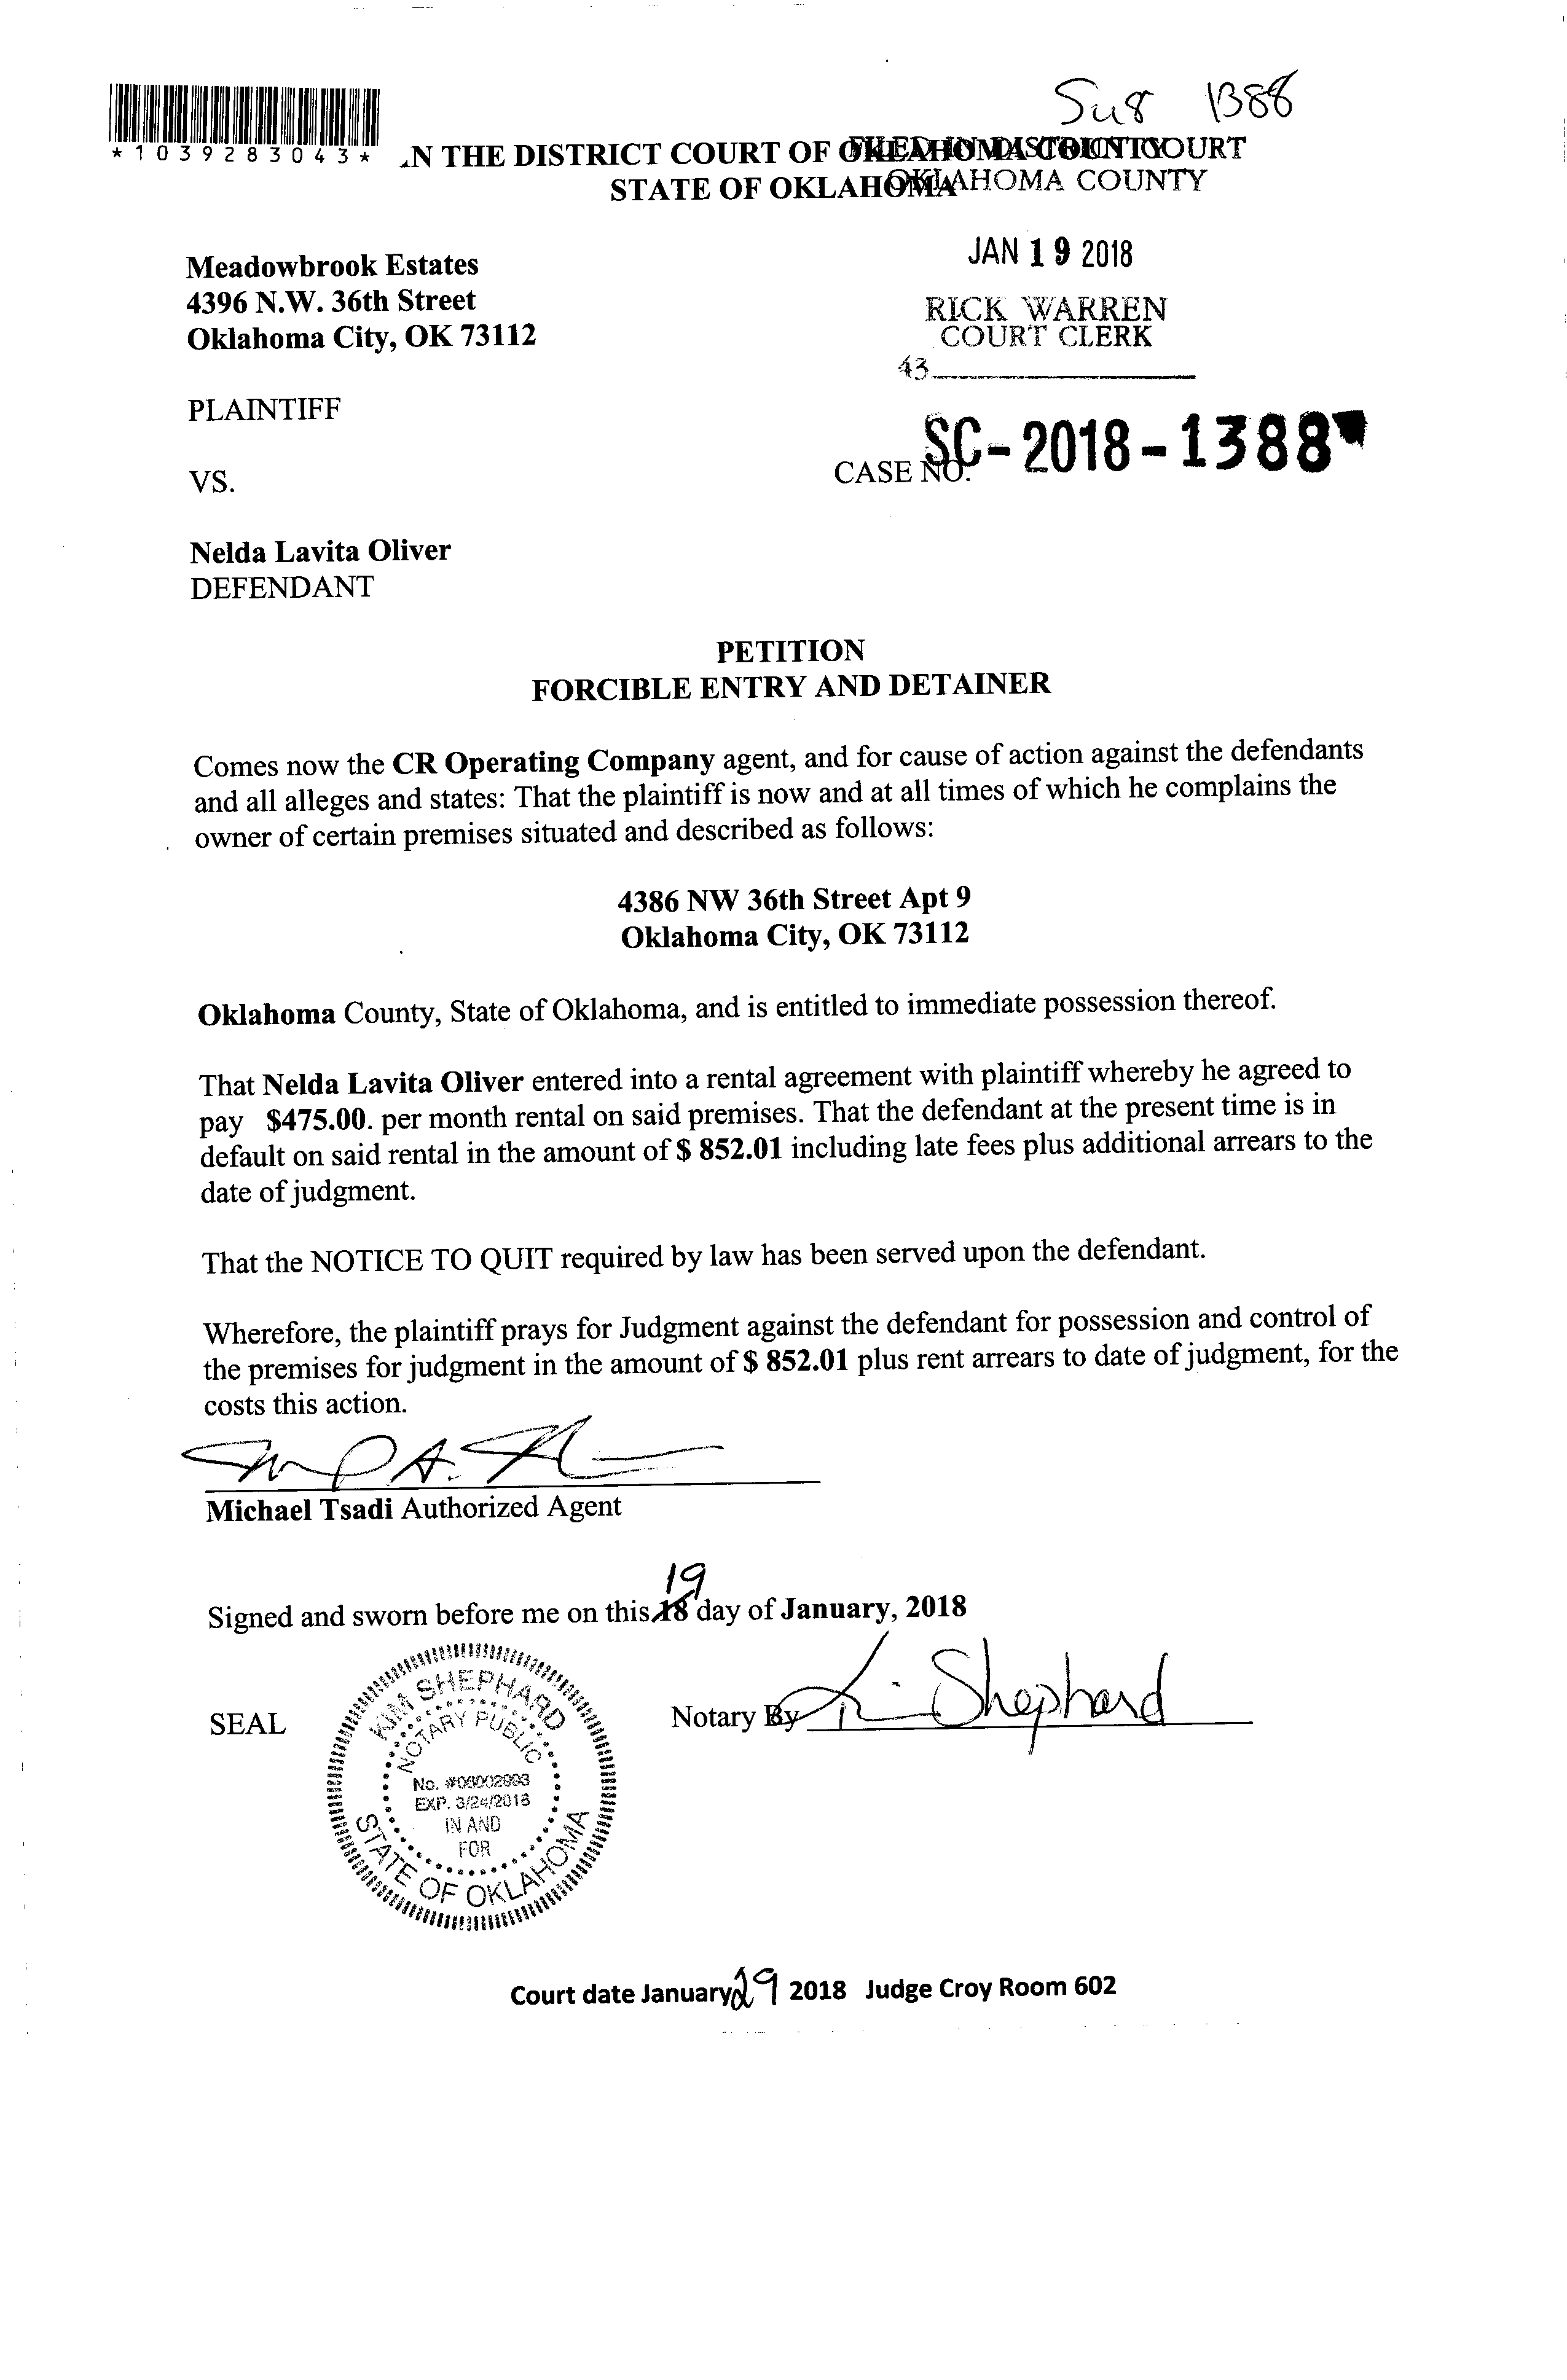 Su8 1388
*1039283043*
IN THE DISTRICT COURT OF OKLAHOMA COUNTY
STATE OF OKLAHOMA
FILED IN DISTRICT COURT
OKLAHOMA COUNTY
JAN 19 2018
RICK WARREN
COURT CLERK
43
Meadowbrook Estates
4396 N.W. 36th Street
Oklahoma City, OK 73112
PLAINTIFF
VS.
CASE NO. SC-2018-1388
Nelda Lavita Oliver
DEFENDANT
PETITION
FORCIBLE ENTRY AND DETAINER
Comes now the CR Operating Company agent, and for cause of action against the defendants
and all alleges and states: That the plaintiff is now and at all times of which he complains the
owner of certain premises situated and described as follows:
4386 NW 36th Street Apt 9
Oklahoma City, OK 73112
Oklahoma County, State of Oklahoma, and is entitled to immediate possession thereof.
That Nelda Lavita Oliver entered into a rental agreement with plaintiff whereby he agreed to
pay $475.00. per month rental on said premises. That the defendant at the present time is in
default on said rental in the amount of $ 852.01 including late fees plus additional arrears to the
date of judgment.
That the NOTICE TO QUIT required by law has been served upon the defendant.
Wherefore, the plaintiff prays for Judgment against the defendant for possession and control of
the premises for judgment in the amount of $ 852.01 plus rent arrears to date of judgment, for the
costs this action.
Michael Tsadi Authorized Agent
19
Signed and sworn before me on this 18 day of January, 2018
SEAL
KIM SHEPHARD
NOTARY PUBLIC
No. #06002993
EXP. 3/24/2018
IN AND
FOR
STATE OF OKLAHOMA
Notary By K Shephard
Court date January 29 2018 Judge Croy Room 602